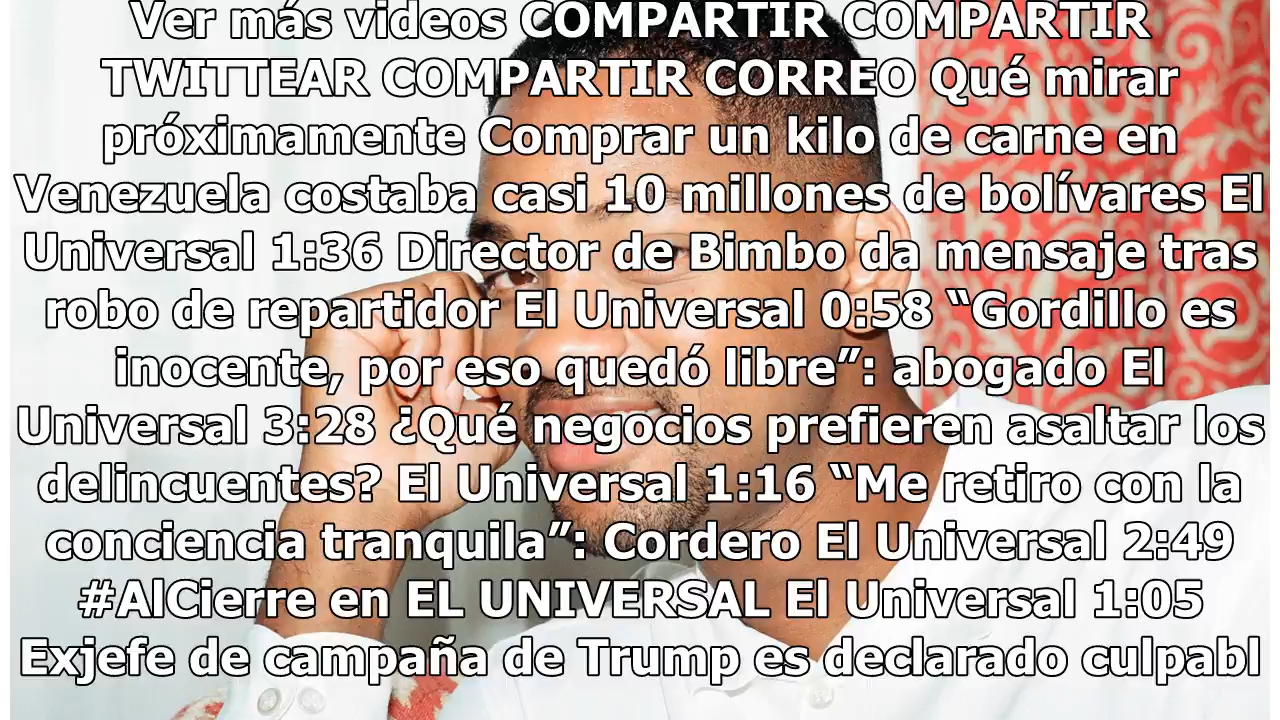 Ver más videos COMPARTIR COMPARTIR
TWITTEAR COMPARTIR CORREO Qué mirar
próximamente Comprar un kilo de carne en
Venezuela costaba casi 10 millones de bolívares El
Universal 1:36 Director de Bimbo da mensaje tras
robo de repartidor El Universal 0:58 “Gordillo es
inocente, por eso quedó libre”: abogado El
Universal 3:28 ¿Qué negocios prefieren asaltar los
delincuentes? El Universal 1:16 “Me retiro con la
conciencia tranquila”: Cordero El Universal 2:49
#AlCierre en EL UNIVERSAL El Universal 1:05
Exjefe de campaña de Trump es declarado culpabl